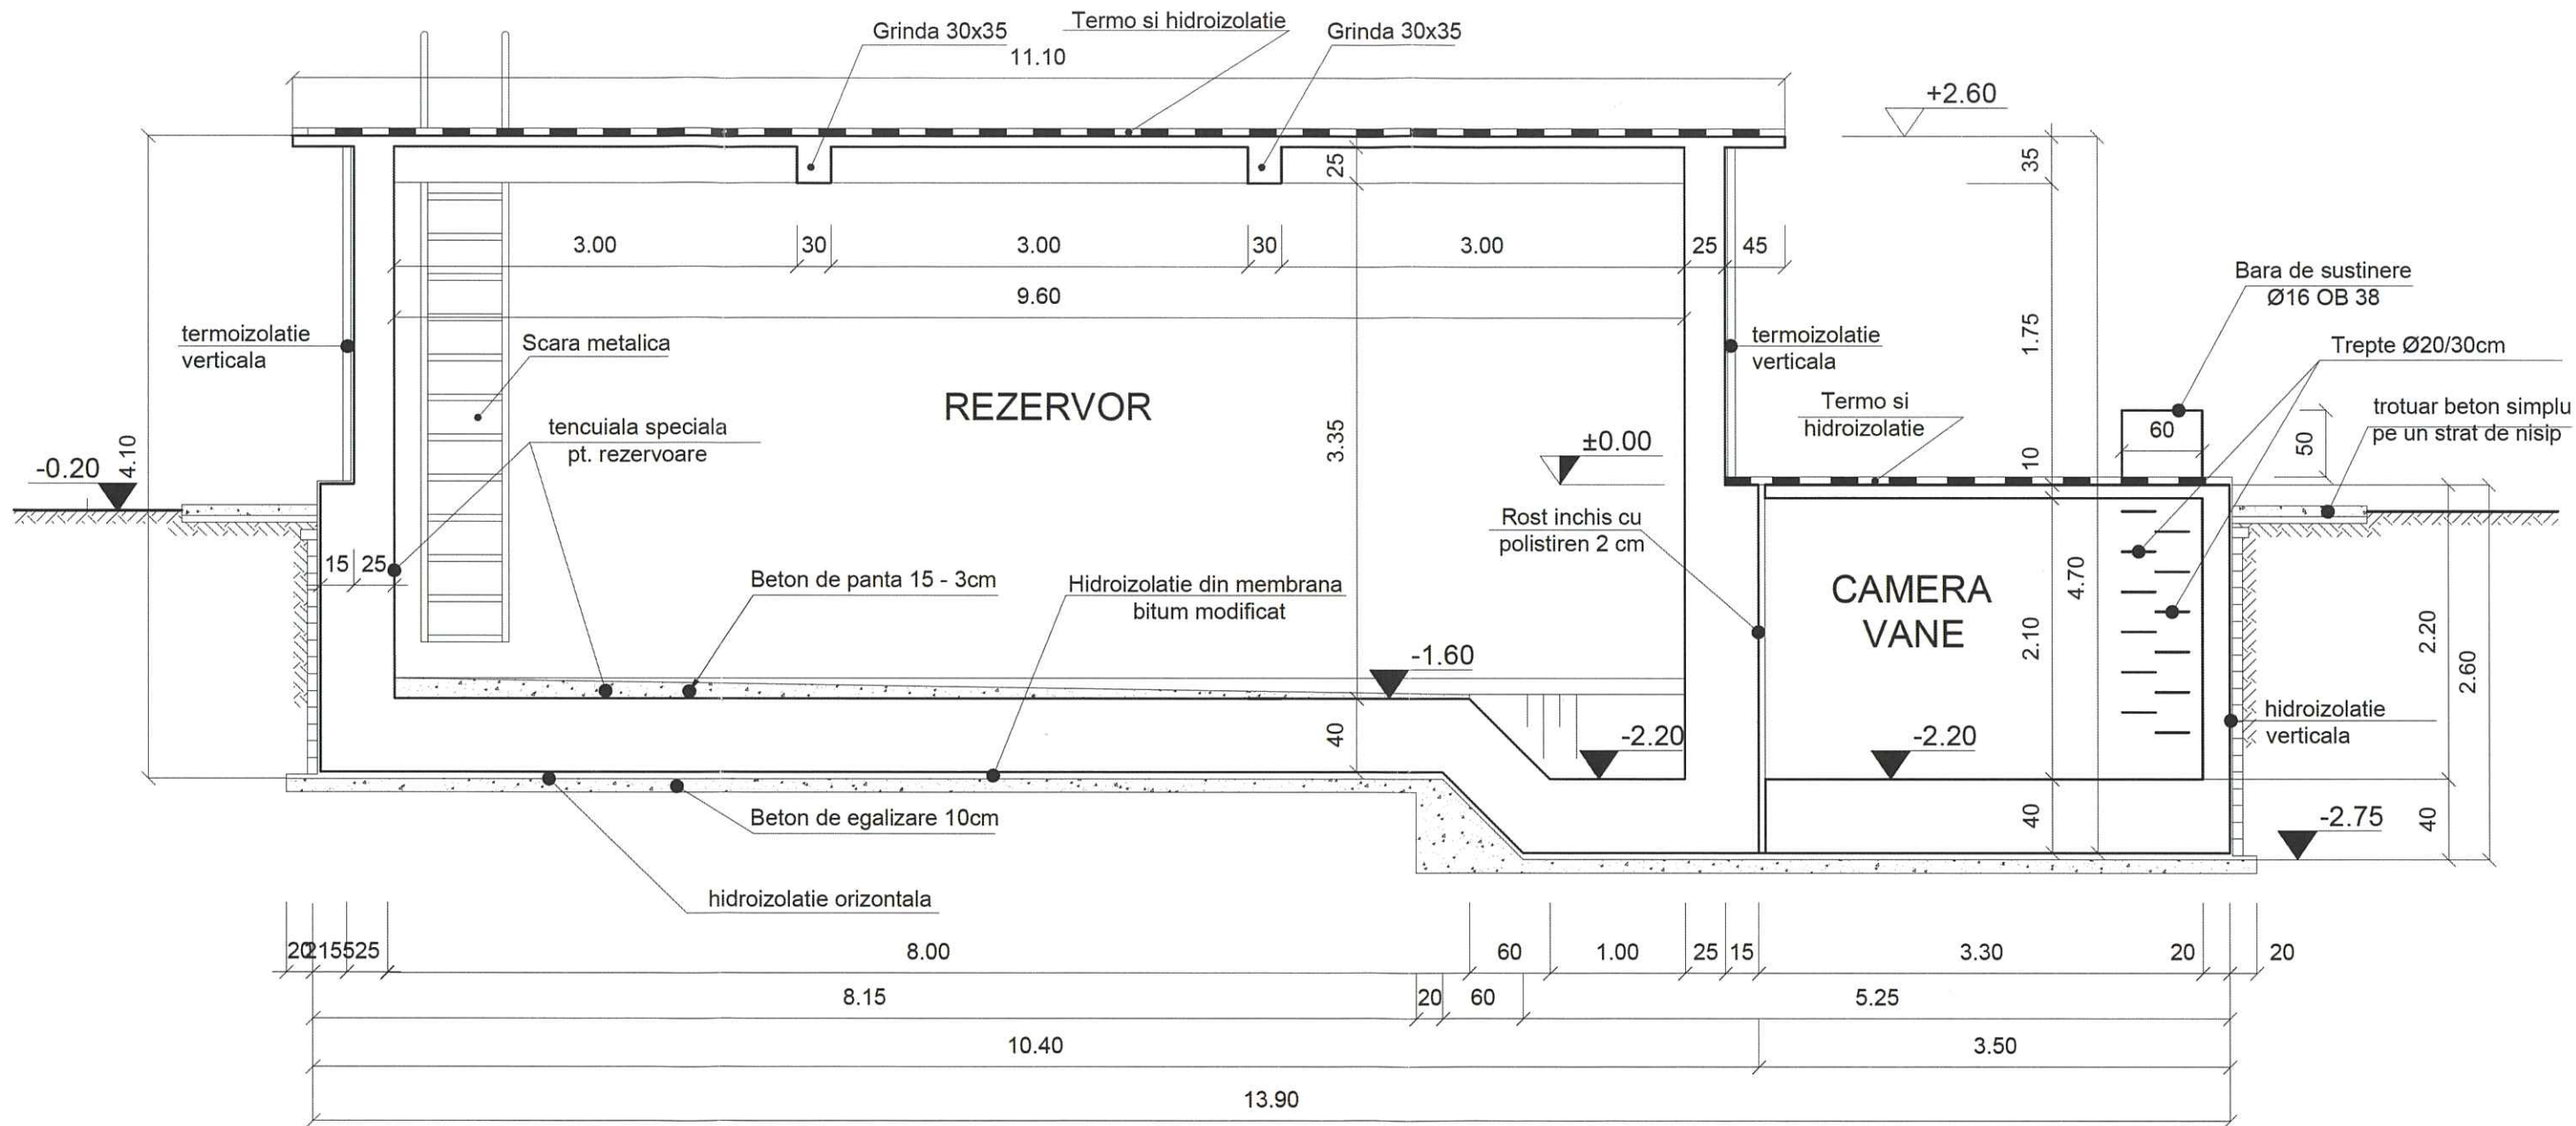 Grinda 30x35
Termo si hidroizolatie
Grinda 30x35
11.10
+2.60
25
35
3.00
30
3.00
30
3.00
25
45
9.60
Bara de sustinere
Ø16 OB 38
termoizolatie
verticala
Scara metalica
termoizolatie
verticala
1.75
Trepte Ø20/30cm
REZERVOR
Termo si
hidroizolatie
trotuar beton simplu
pe un strat de nisip
tencuiala speciala
pt. rezervoare
60
50
-0.20
4.10
3.35
±0.00
10
Rost inchis cu
polistiren 2 cm
15
25
Beton de panta 15 - 3cm
Hidroizolatie din membrana
bitum modificat
CAMERA
VANE
4.70
2.10
2.20
2.60
-1.60
hidroizolatie
verticala
40
-2.20
-2.20
Beton de egalizare 10cm
40
-2.75
40
hidroizolatie orizontala
20
25
8.00
60
1.00
25
15
3.30
20
20
8.15
20
60
5.25
10.40
3.50
13.90